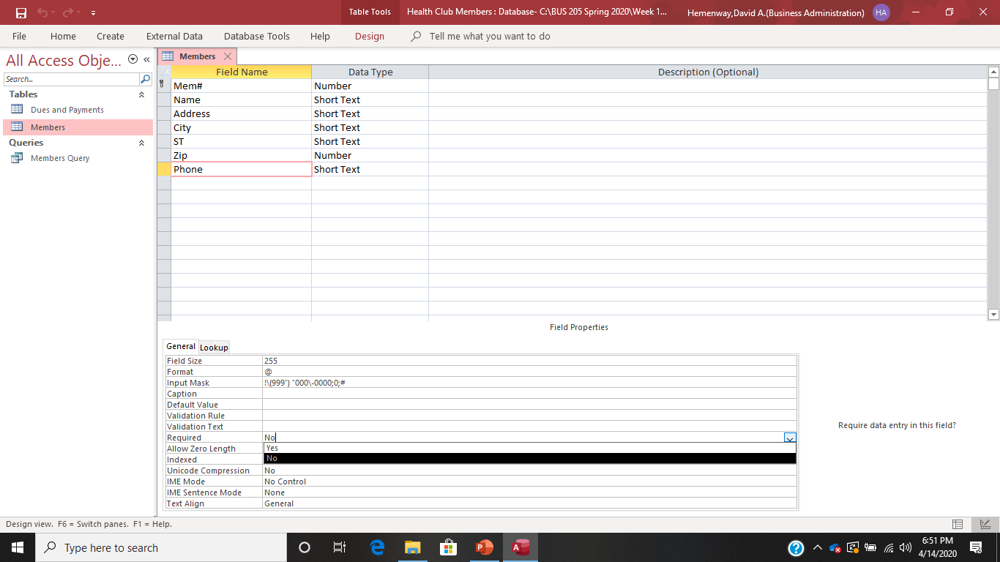 Table Tools Health Club Members : Database- C:\BUS 205 Spring 2020\Week 1... Hemenway,David A.(Business Administration) HA
File Home Create External Data Database Tools Help Design Tell me what you want to do
All Access Obje...
Search...
Tables
Dues and Payments
Members
Queries
Members Query
Members
Field Name Data Type Description (Optional)
Mem# Number
Name Short Text
Address Short Text
City Short Text
ST Short Text
Zip Number
Phone Short Text
Field Properties
General Lookup
Field Size 255
Format @
Input Mask !\(999") "000\-0000;0;#
Caption
Default Value
Validation Rule
Validation Text
Required No
Allow Zero Length Yes
Indexed No
Unicode Compression No
IME Mode No Control
IME Sentence Mode None
Text Align General
Require data entry in this field?
Design view. F6 = Switch panes. F1 = Help.
Type here to search
6:51 PM
4/14/2020